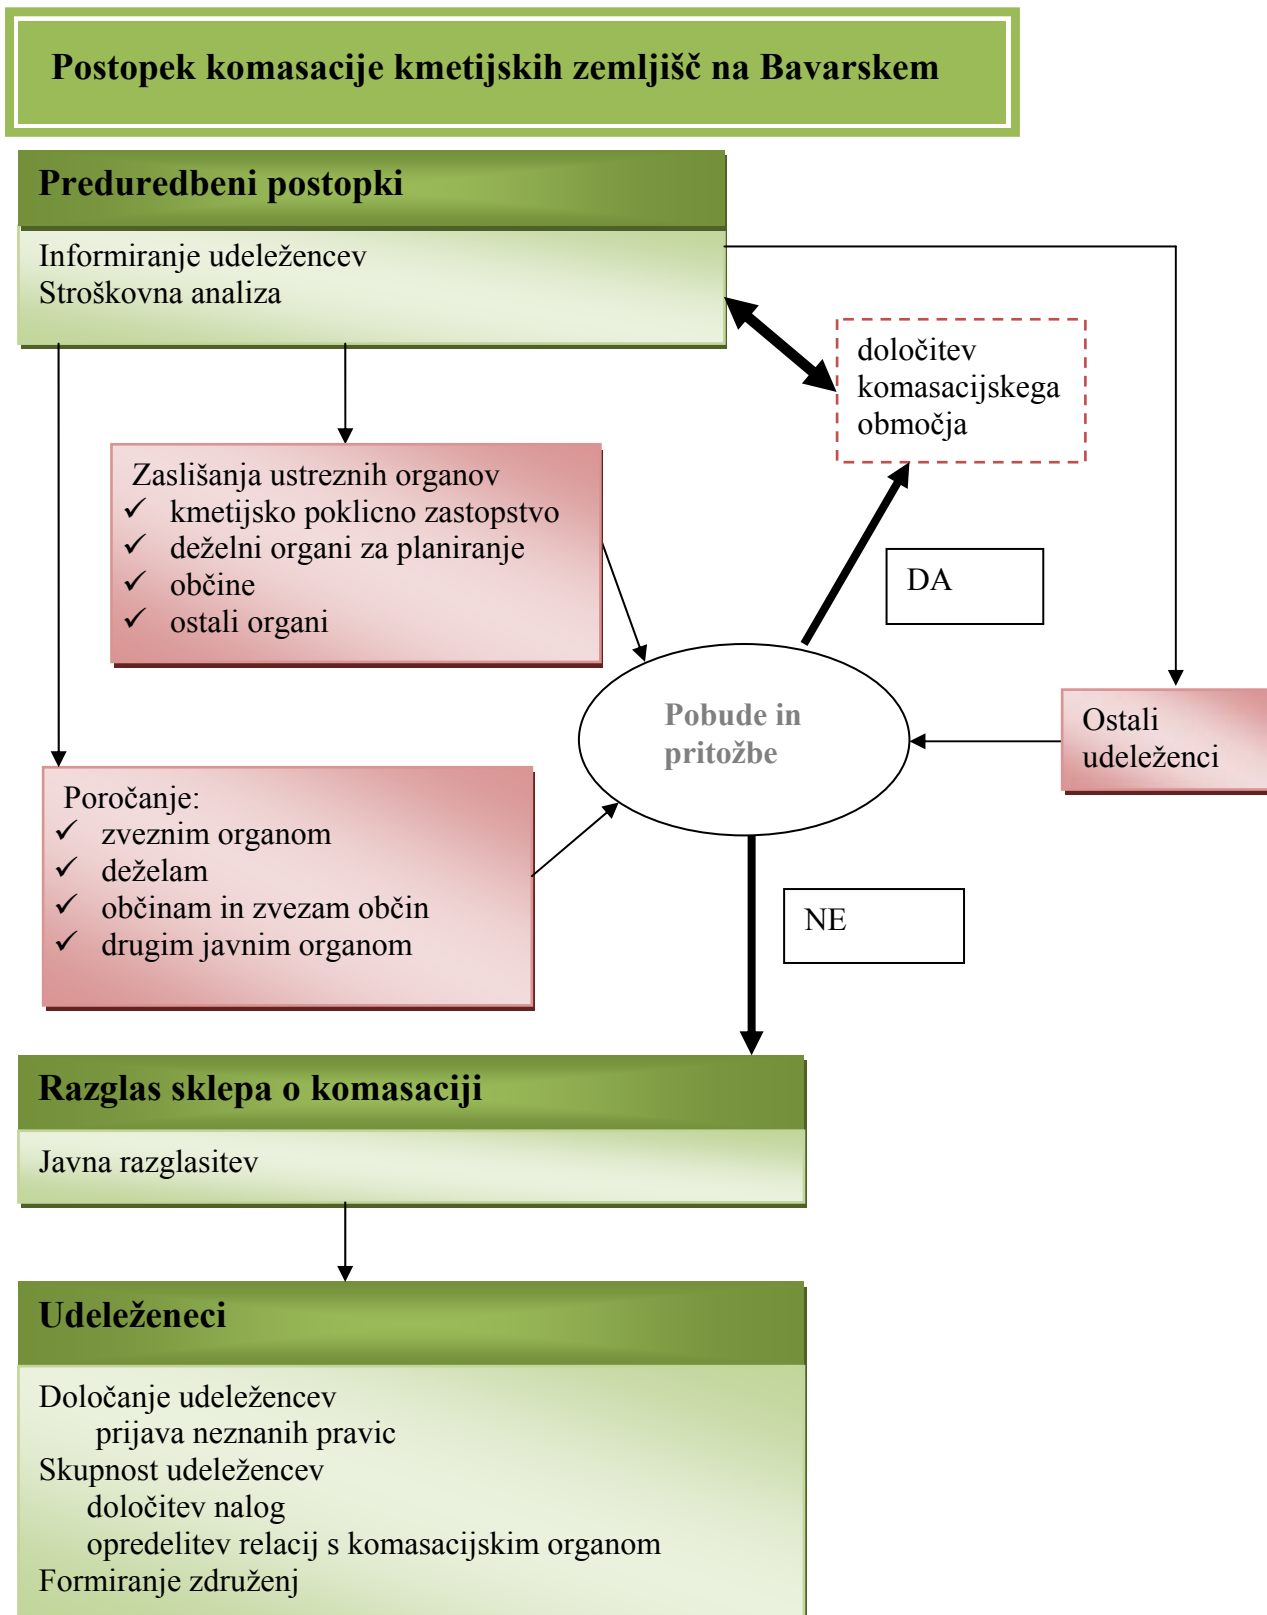 Postopek komasacije kmetijskih zemljišč na Bavarskem
Preduredbeni postopki
Informiranje udeležencev
Stroškovna analiza
določitev
komasacijskega
območja
Zaslišanja ustreznih organov
✓ kmetijsko poklicno zastopstvo
✓ deželni organi za planiranje
✓ občine
✓ ostali organi
DA
Pobude in
pritožbe
Ostali
udeleženci
Poročanje:
✓ zveznim organom
✓ deželam
✓ občinam in zvezam občin
✓ drugim javnim organom
NE
Razglas sklepa o komasaciji
Javna razglasitev
Udeleženeci
Določanje udeležencev
prijava neznanih pravic
Skupnost udeležencev
določitev nalog
opredelitev relacij s komasacijskim organom
Formiranje združenj